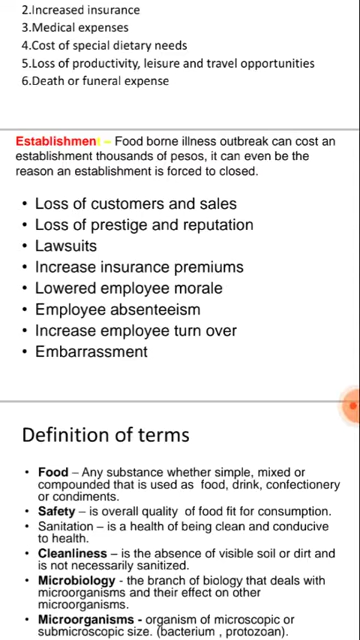 2.Increased insurance
3.Medical expenses
4.Cost of special dietary needs
5.Loss of productivity, leisure and travel opportunities
6.Death or funeral expense
Establishment – Food borne illness outbreak can cost an
establishment thousands of pesos, it can even be the
reason an establishment is forced to closed.
• Loss of customers and sales
• Loss of prestige and reputation
• Lawsuits
• Increase insurance premiums
• Lowered employee morale
• Employee absenteeism
• Increase employee turn over
• Embarrassment
Definition of terms
• Food – Any substance whether simple, mixed or
compounded that is used as food, drink, confectionery
or condiments.
• Safety – is overall quality of food fit for consumption.
• Sanitation – is a health of being clean and conducive
to health.
• Cleanliness – is the absence of visible soil or dirt and
is not necessarily sanitized.
• Microbiology - the branch of biology that deals with
microorganisms and their effect on other
microorganisms.
• Microorganisms - organism of microscopic or
submicroscopic size. (bacterium , protozoan).